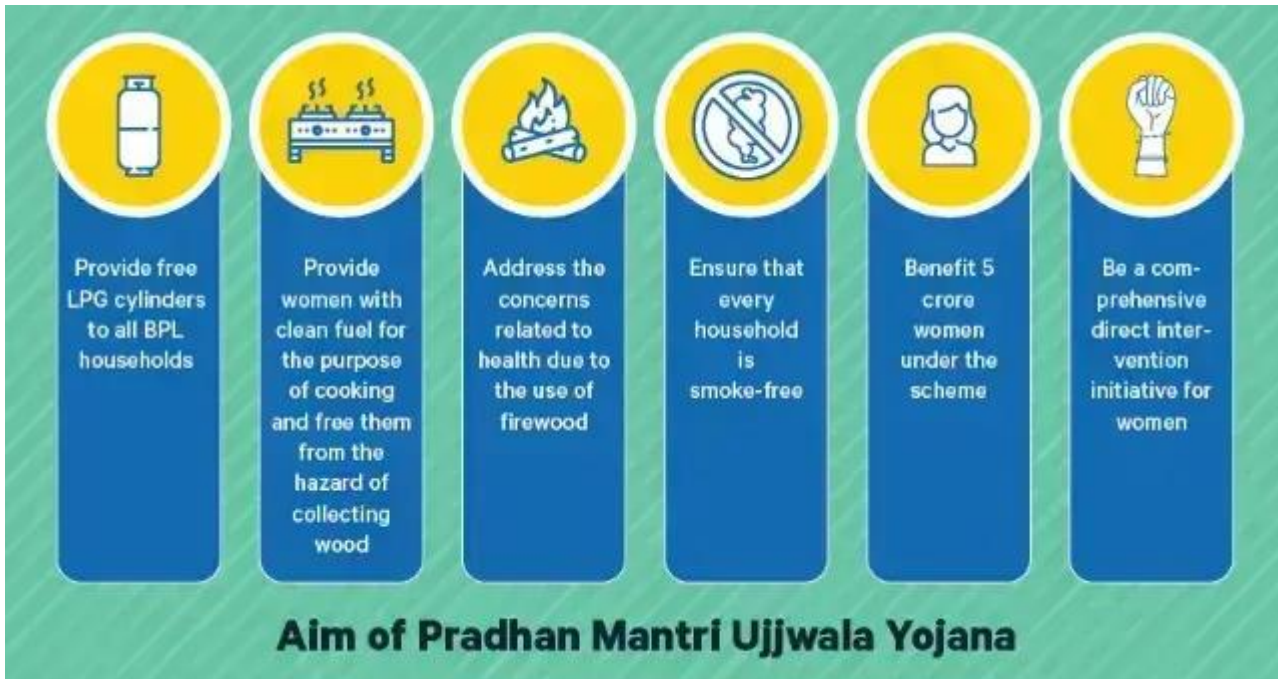 Provide free
LPG cylinders
to all BPL
households
Provide
women with
clean fuel for
the purpose
of cooking
and free them
from the
hazard of
collecting
wood
Address the
concerns
related to
health due to
the use of
firewood
Ensure that
every
household
is
smoke-free
Benefit 5
crore
women
under the
scheme
Be a com-
prehensive
direct inter-
vention
initiative for
women
Aim of Pradhan Mantri Ujjwala Yojana